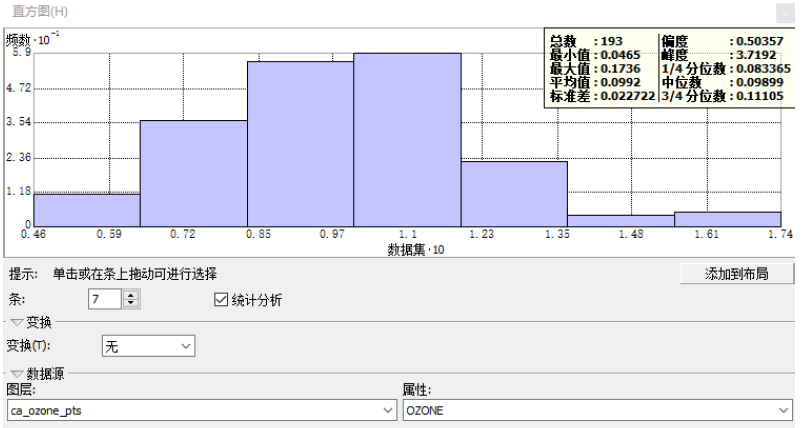 直方图(H)
频数·10⁻¹
5.9
4.72
3.54
2.36
1.18
0
0.46 0.59 0.72 0.85 0.97 1.1 1.23 1.35 1.48 1.61 1.74
数据集·10
总数 :193 偏度 :0.50357
最小值:0.0465 峰度 :3.7192
最大值:0.1736 1/4 分位数:0.083365
平均值:0.0992 中位数 :0.09899
标准差:0.022722 3/4 分位数:0.11105
提示: 单击或在条上拖动可进行选择
添加到布局
条: 7 统计分析
变换
变换(T): 无
数据源
图层: 属性:
ca_ozone_pts OZONE